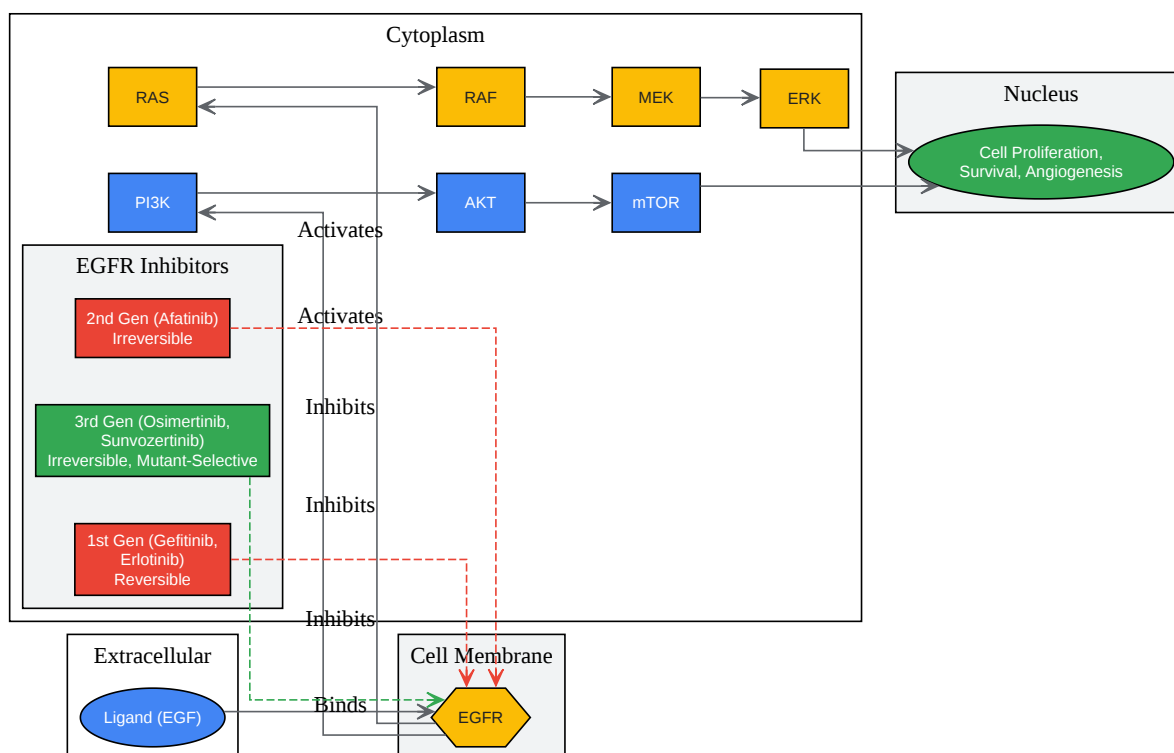 Cytoplasm
RAS
RAF
MEK
ERK
Nucleus
Cell Proliferation,
Survival, Angiogenesis
PI3K
AKT
mTOR
Activates
EGFR Inhibitors
2nd Gen (Afatinib)
Irreversible
Activates
3rd Gen (Osimertinib,
Sunvozertinib)
Irreversible, Mutant-Selective
Inhibits
Inhibits
1st Gen (Gefitinib,
Erlotinib)
Reversible
Inhibits
Extracellular
Cell Membrane
Ligand (EGF)
Binds
EGFR